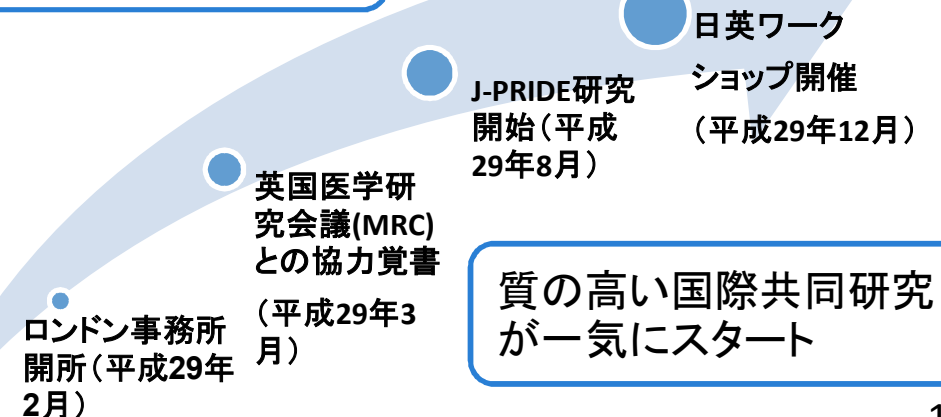 日英ワーク
ショップ開催
（平成29年12月）
J-PRIDE研究
開始（平成
29年8月）
英国医学研
究会議(MRC)
との協力覚書
（平成29年3
月）
ロンドン事務所
開所（平成29年
2月）
質の高い国際共同研究
が一気にスタート